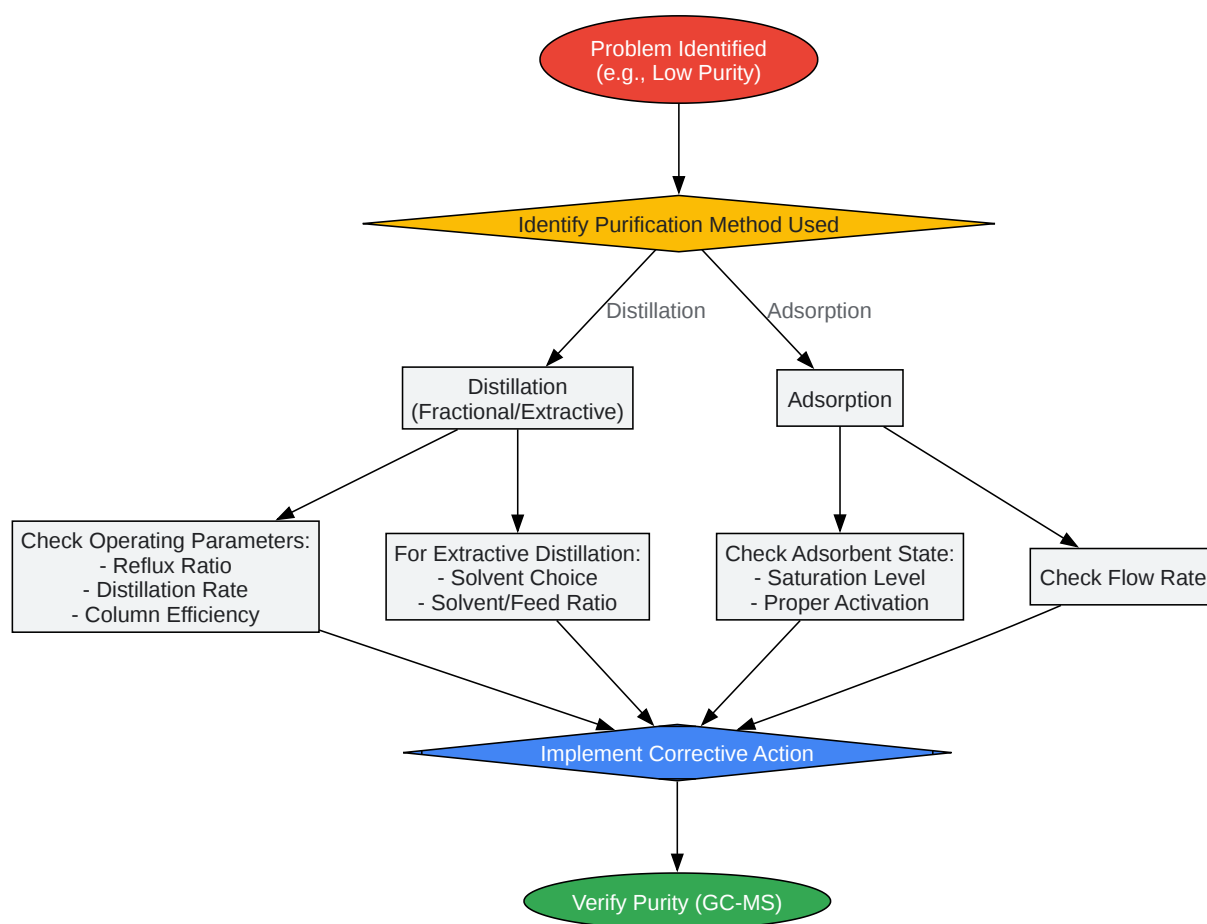 Problem Identified
(e.g., Low Purity)
Identify Purification Method Used
Distillation
Adsorption
Distillation
(Fractional/Extractive)
Adsorption
Check Operating Parameters:
- Reflux Ratio
- Distillation Rate
- Column Efficiency
For Extractive Distillation:
- Solvent Choice
- Solvent/Feed Ratio
Check Adsorbent State:
- Saturation Level
- Proper Activation
Check Flow Rate
Implement Corrective Action
Verify Purity (GC-MS)